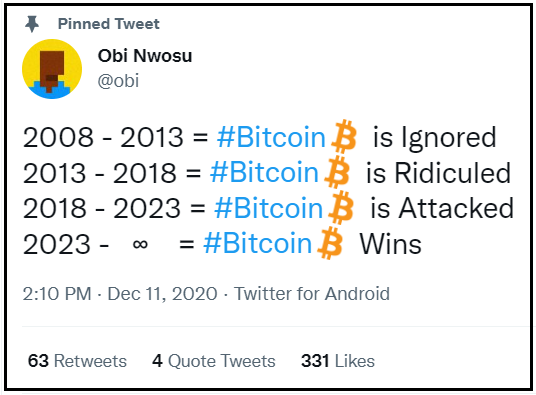 Pinned Tweet
Obi Nwosu
@obi
2008 - 2013 = #Bitcoin is Ignored
2013 - 2018 = #Bitcoin is Ridiculed
2018 - 2023 = #Bitcoin is Attacked
2023 - ∞ = #Bitcoin Wins
2:10 PM · Dec 11, 2020 · Twitter for Android
63 Retweets 4 Quote Tweets 331 Likes